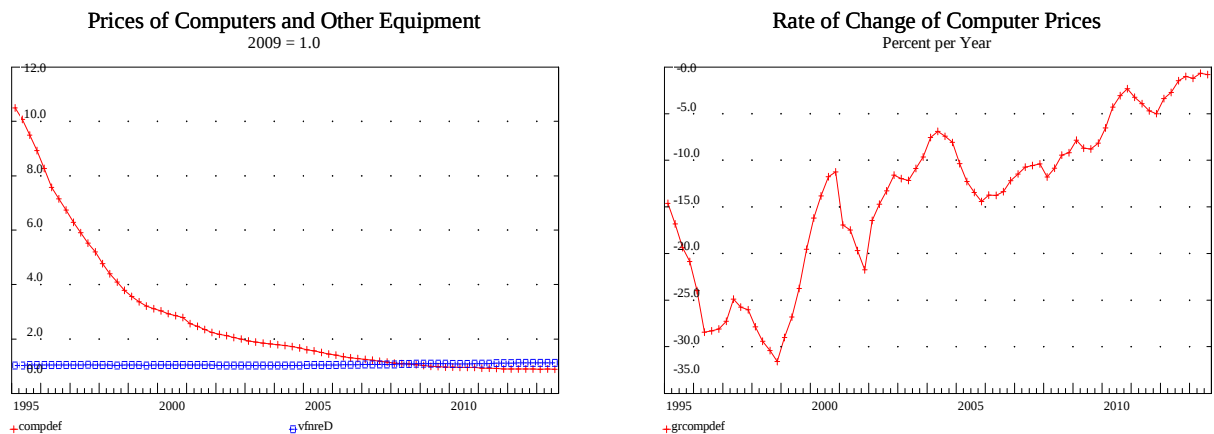 Prices of Computers and Other Equipment
2009 = 1.0
12.0
10.0
8.0
6.0
4.0
2.0
0.0
1995 2000 2005 2010
compdef vfnreD
Rate of Change of Computer Prices
Percent per Year
-0.0
-5.0
-10.0
-15.0
-20.0
-25.0
-30.0
-35.0
1995 2000 2005 2010
grcompdef